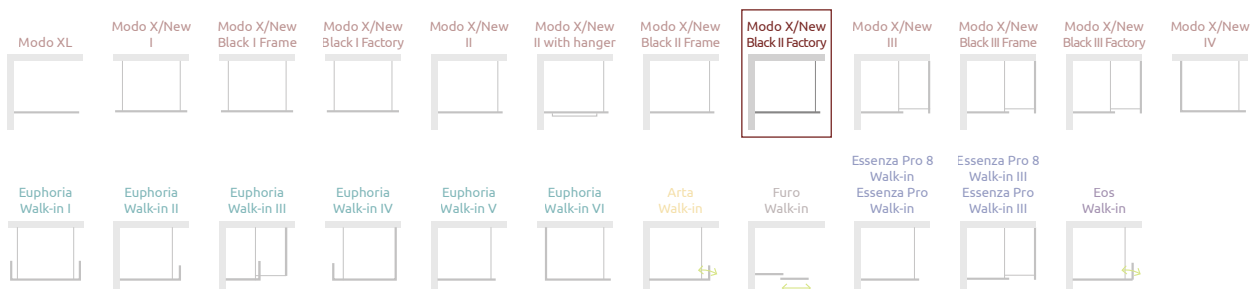 Modo XL
Modo X/New
I
Modo X/New
Black I Frame
Modo X/New
Black I Factory
Modo X/New
II
Modo X/New
II with hanger
Modo X/New
Black II Frame
Modo X/New
Black II Factory
Modo X/New
III
Modo X/New
Black III Frame
Modo X/New
Black III Factory
Modo X/New
IV
Euphoria
Walk-in I
Euphoria
Walk-in II
Euphoria
Walk-in III
Euphoria
Walk-in IV
Euphoria
Walk-in V
Euphoria
Walk-in VI
Arta
Walk-in
Furo
Walk-in
Essenza Pro 8
Walk-in
Essenza Pro
Walk-in
Essenza Pro 8
Walk-in III
Essenza Pro
Walk-in III
Eos
Walk-in